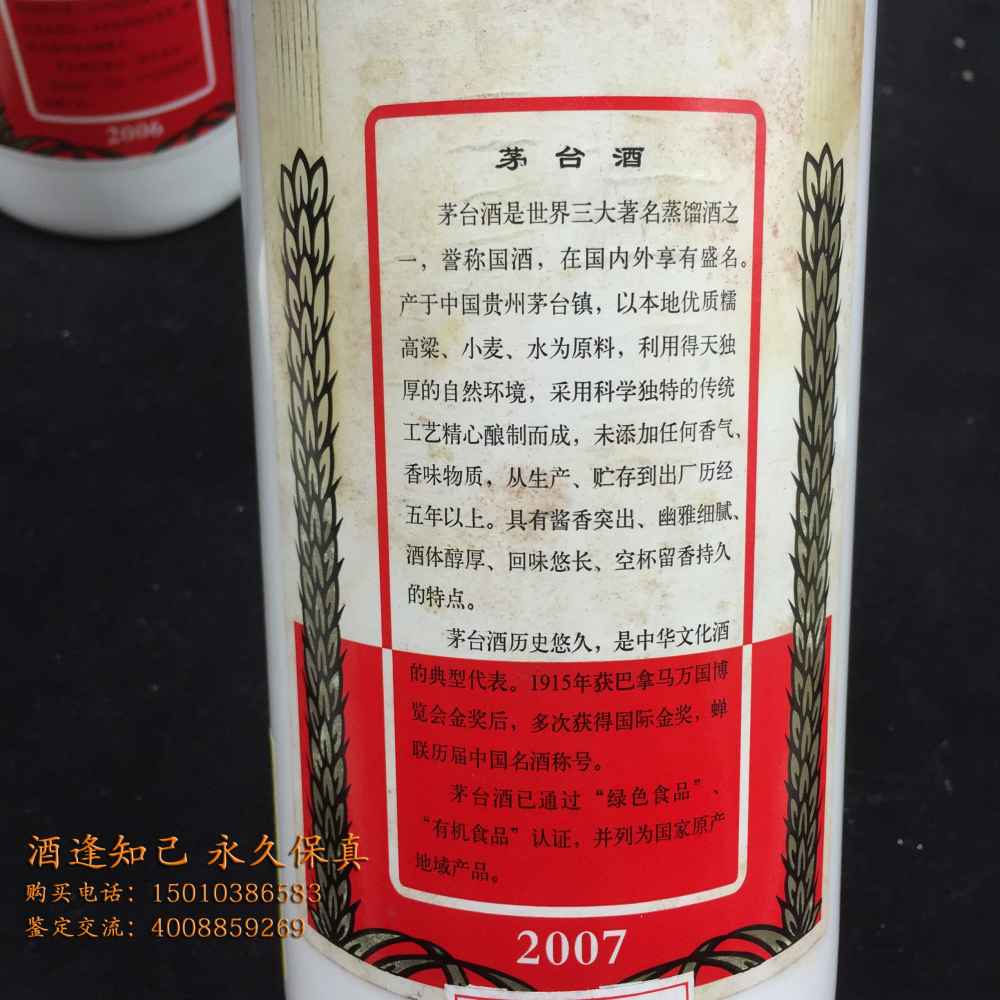 2006
茅台酒
茅台酒是世界三大著名蒸馏酒之
一，誉称国酒，在国内外享有盛名。
产于中国贵州茅台镇，以本地优质糯
高粱、小麦、水为原料，利用得天独
厚的自然环境，采用科学独特的传统
工艺精心酿制而成，未添加任何香气、
香味物质，从生产、贮存到出厂历经
五年以上。具有酱香突出、幽雅细腻、
酒体醇厚、回味悠长、空杯留香持久
的特点。
茅台酒历史悠久，是中华文化酒
的典型代表。1915年获巴拿马万国博
览会金奖后，多次获得国际金奖，蝉
联历届中国名酒称号。
茅台酒已通过“绿色食品”、
“有机食品”认证，并列为国家原产
地域产品。
2007
酒逢知己 永久保真
购买电话：15010386583
鉴定交流：4008859269